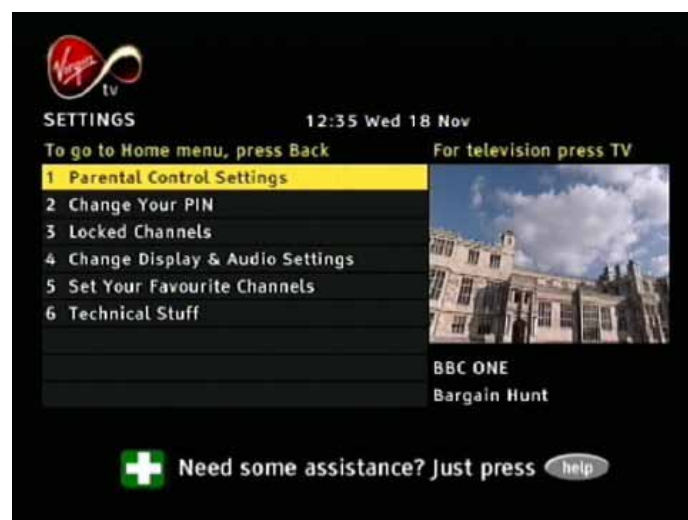 Virgin
tv
SETTINGS 12:35 Wed 18 Nov
To go to Home menu, press Back For television press TV
1 Parental Control Settings
2 Change Your PIN
3 Locked Channels
4 Change Display & Audio Settings
5 Set Your Favourite Channels
6 Technical Stuff
BBC ONE
Bargain Hunt
Need some assistance? Just press help